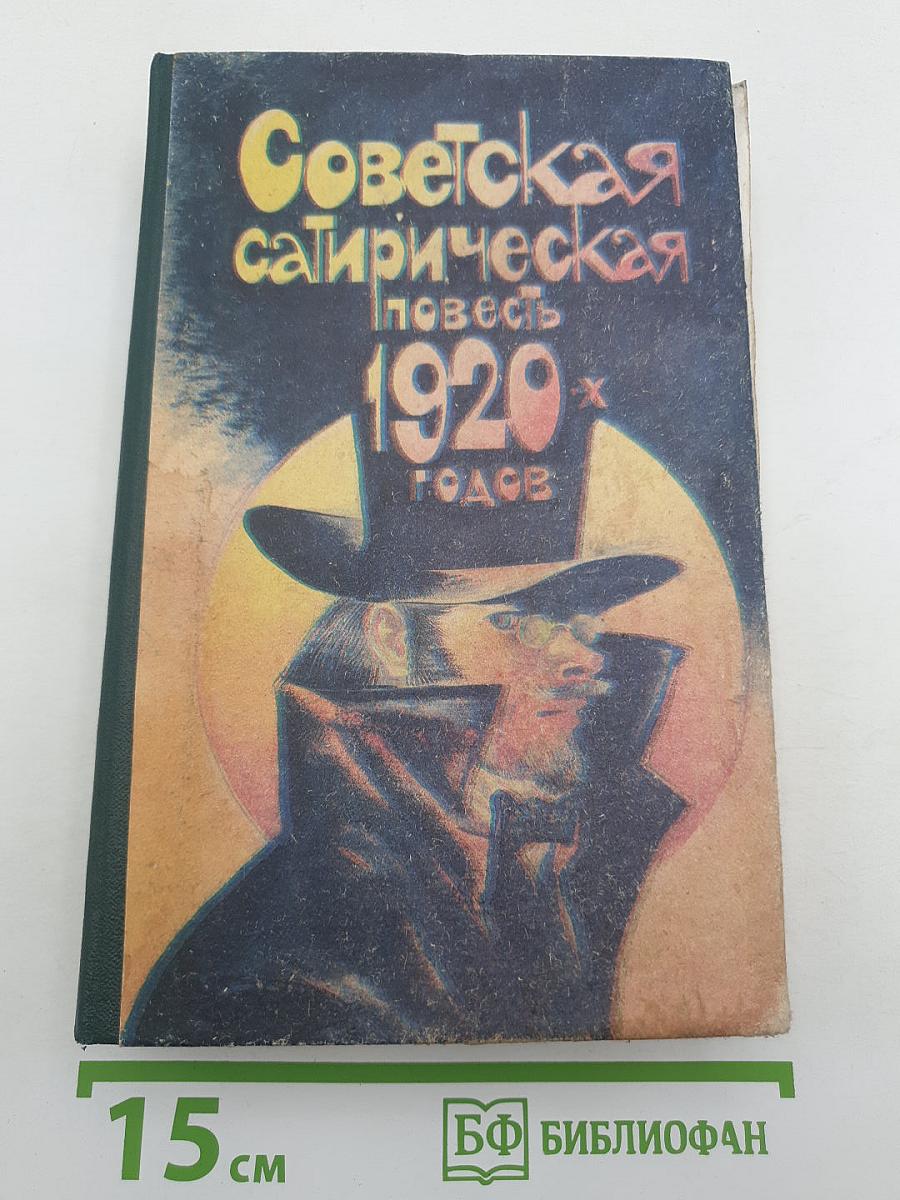 Советская
сатирическая
повесть
1920-х
годов
15 см
БФ БИБЛИОФАН